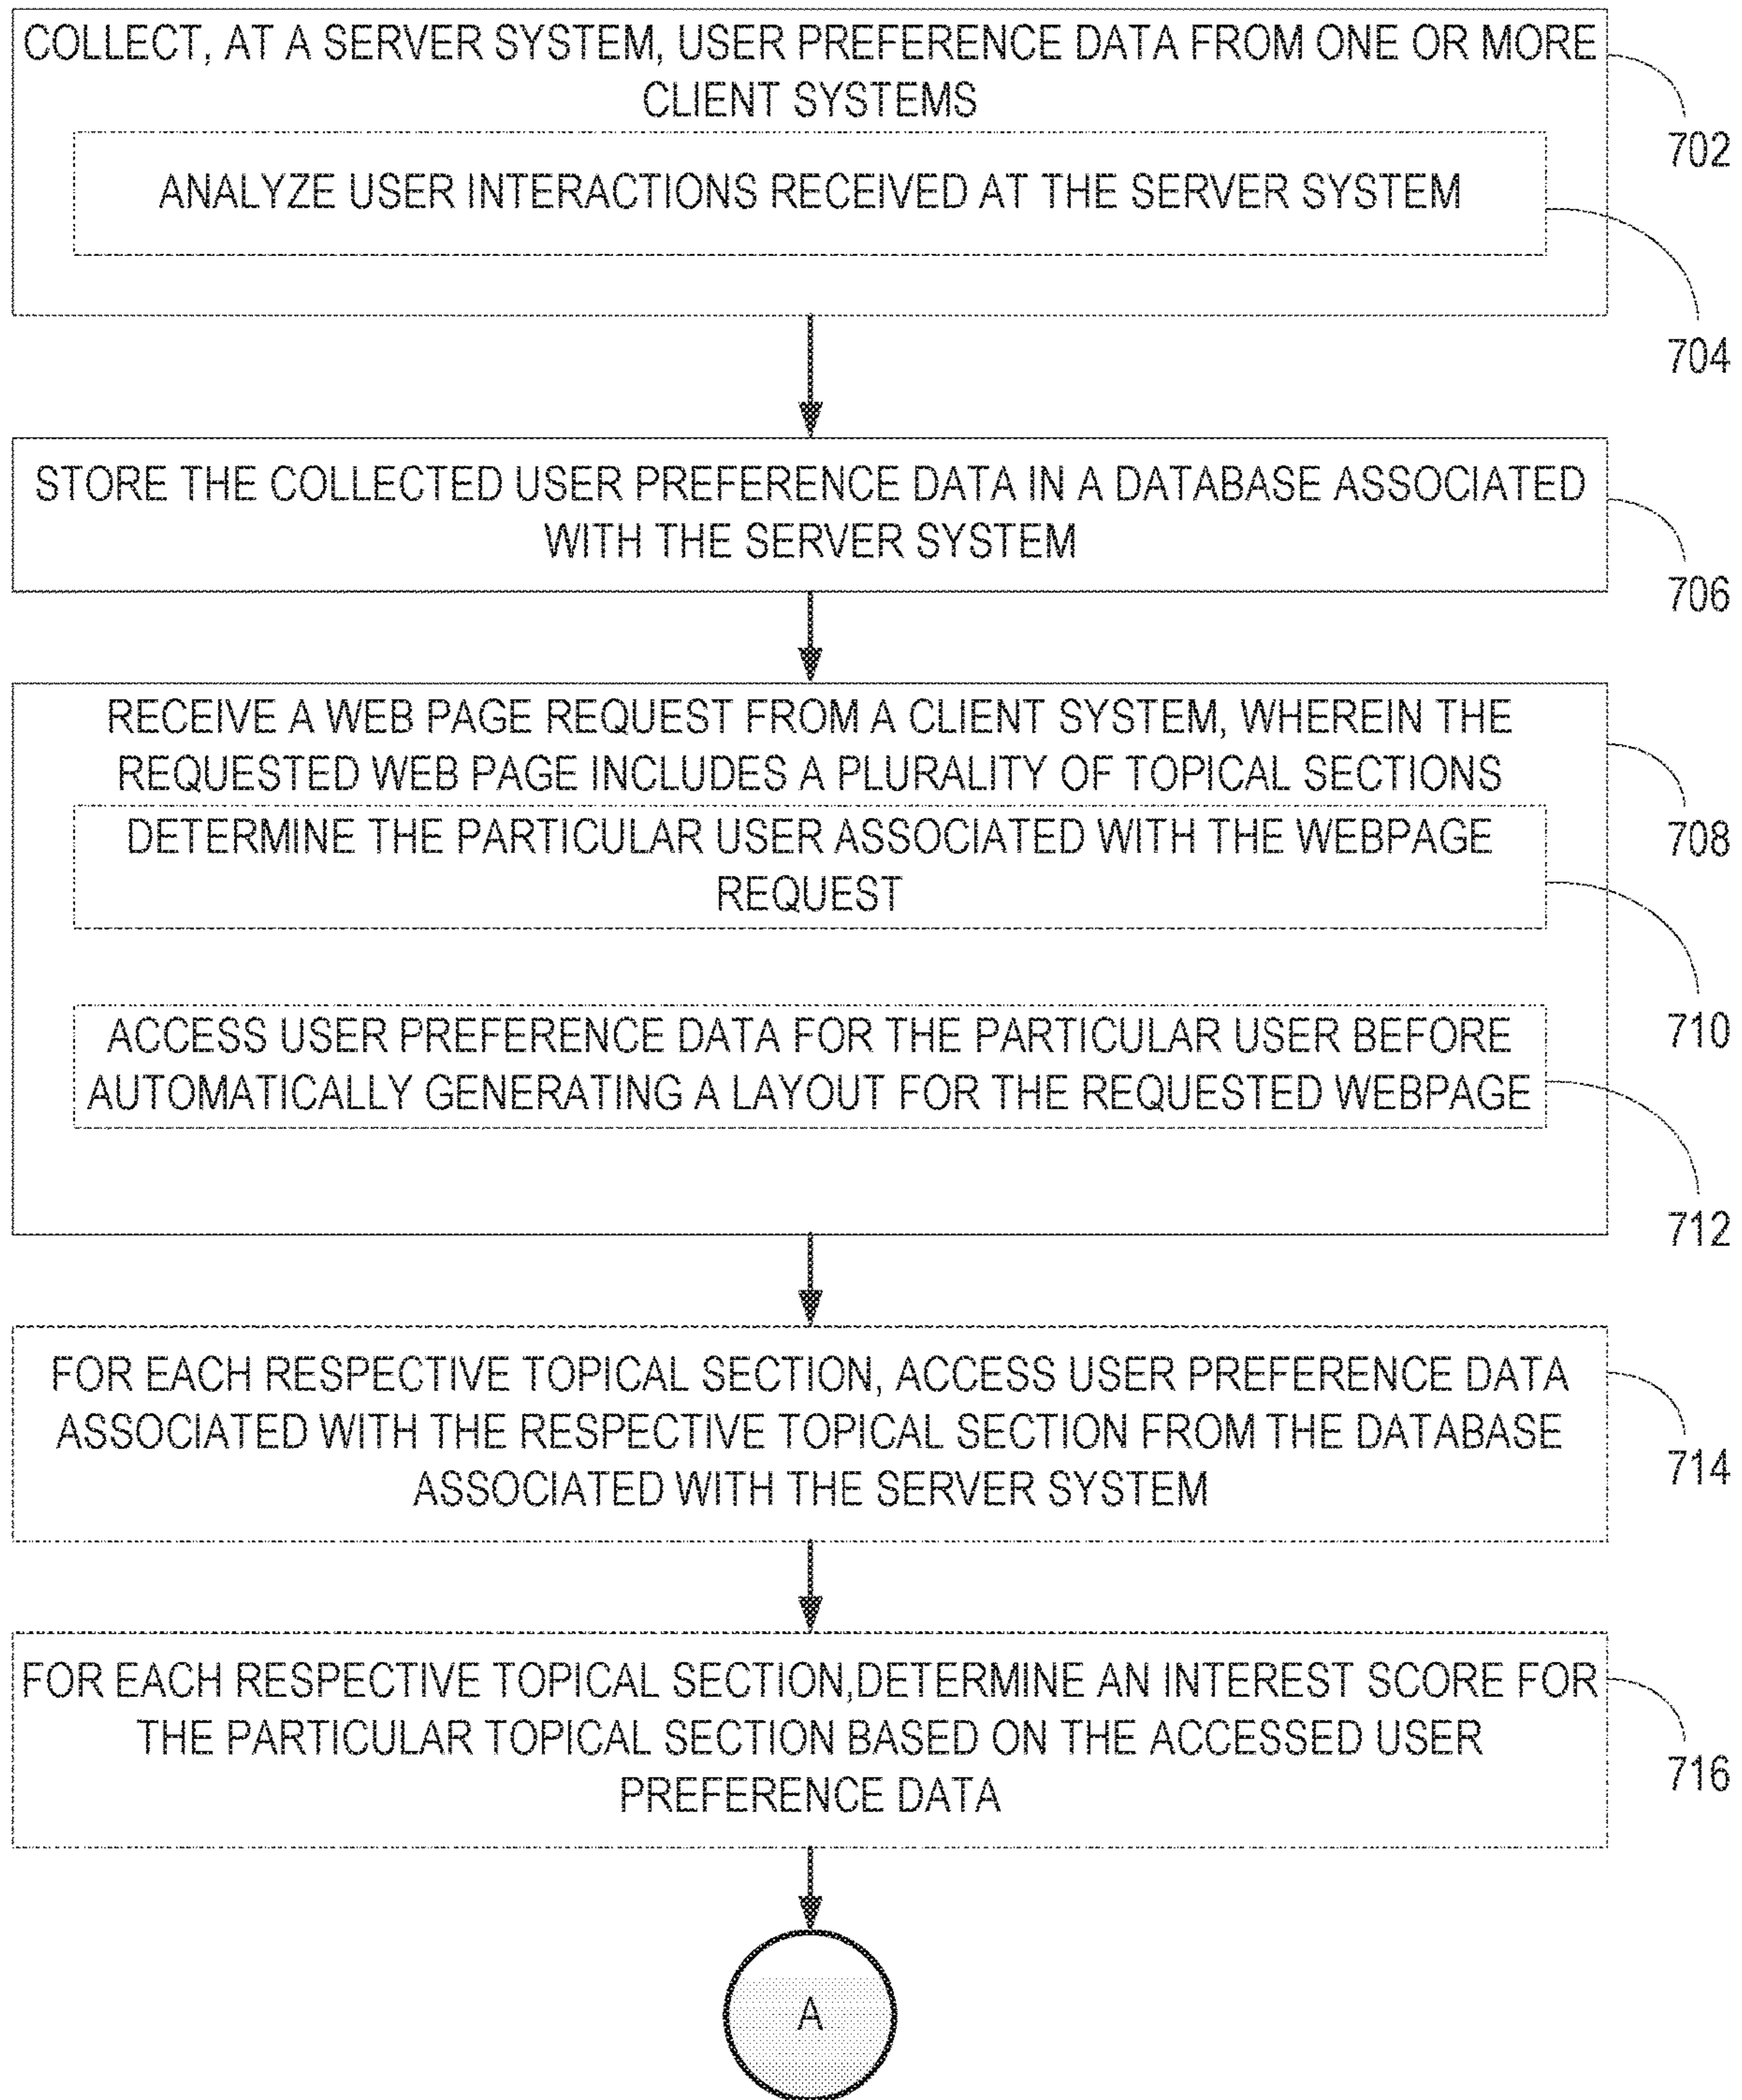 COLLECT, AT A SERVER SYSTEM, USER PREFERENCE DATA FROM ONE OR MORE
CLIENT SYSTEMS
702
ANALYZE USER INTERACTIONS RECEIVED AT THE SERVER SYSTEM
704
STORE THE COLLECTED USER PREFERENCE DATA IN A DATABASE ASSOCIATED
WITH THE SERVER SYSTEM
706
RECEIVE A WEB PAGE REQUEST FROM A CLIENT SYSTEM, WHEREIN THE
REQUESTED WEB PAGE INCLUDES A PLURALITY OF TOPICAL SECTIONS
708
DETERMINE THE PARTICULAR USER ASSOCIATED WITH THE WEBPAGE
REQUEST
710
ACCESS USER PREFERENCE DATA FOR THE PARTICULAR USER BEFORE
AUTOMATICALLY GENERATING A LAYOUT FOR THE REQUESTED WEBPAGE
712
FOR EACH RESPECTIVE TOPICAL SECTION, ACCESS USER PREFERENCE DATA
ASSOCIATED WITH THE RESPECTIVE TOPICAL SECTION FROM THE DATABASE
ASSOCIATED WITH THE SERVER SYSTEM
714
FOR EACH RESPECTIVE TOPICAL SECTION,DETERMINE AN INTEREST SCORE FOR
THE PARTICULAR TOPICAL SECTION BASED ON THE ACCESSED USER
PREFERENCE DATA
716
A